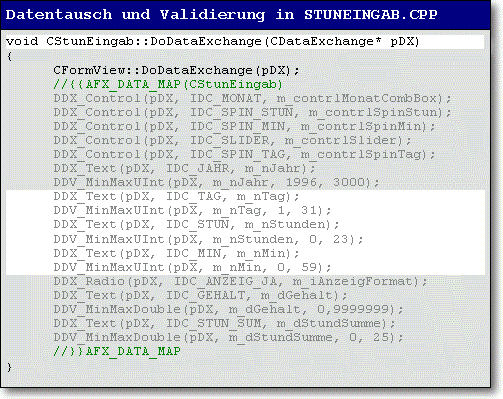 Datentausch und Validierung in STUNEINGAB.CPP
void CStunEingab::DoDataExchange(CDataExchange* pDX)
{
CFormView::DoDataExchange(pDX);
//{{AFX_DATA_MAP(CStunEingab)
DDX_Control(pDX, IDC_MONAT, m_contrlMonatCombBox);
DDX_Control(pDX, IDC_SPIN_STUN, m_contrlSpinStun);
DDX_Control(pDX, IDC_SPIN_MIN, m_contrlSpinMin);
DDX_Control(pDX, IDC_SLIDER, m_contrlSlider);
DDX_Control(pDX, IDC_SPIN_TAG, m_contrlSpinTag);
DDX_Text(pDX, IDC_JAHR, m_nJahr);
DDV_MinMaxUInt(pDX, m_nJahr, 1996, 3000);
DDX_Text(pDX, IDC_TAG, m_nTag);
DDV_MinMaxUInt(pDX, m_nTag, 1, 31);
DDX_Text(pDX, IDC_STUN, m_nStunden);
DDV_MinMaxUInt(pDX, m_nStunden, 0, 23);
DDX_Text(pDX, IDC_MIN, m_nMin);
DDV_MinMaxUInt(pDX, m_nMin, 0, 59);
DDX_Radio(pDX, IDC_ANZEIG_JA, m_iAnzeigFormat);
DDX_Text(pDX, IDC_GEHALT, m_dGehalt);
DDV_MinMaxDouble(pDX, m_dGehalt, 0,9999999);
DDX_Text(pDX, IDC_STUN_SUM, m_dStundSumme);
DDV_MinMaxDouble(pDX, m_dStundSumme, 0, 25);
//}}AFX_DATA_MAP
}